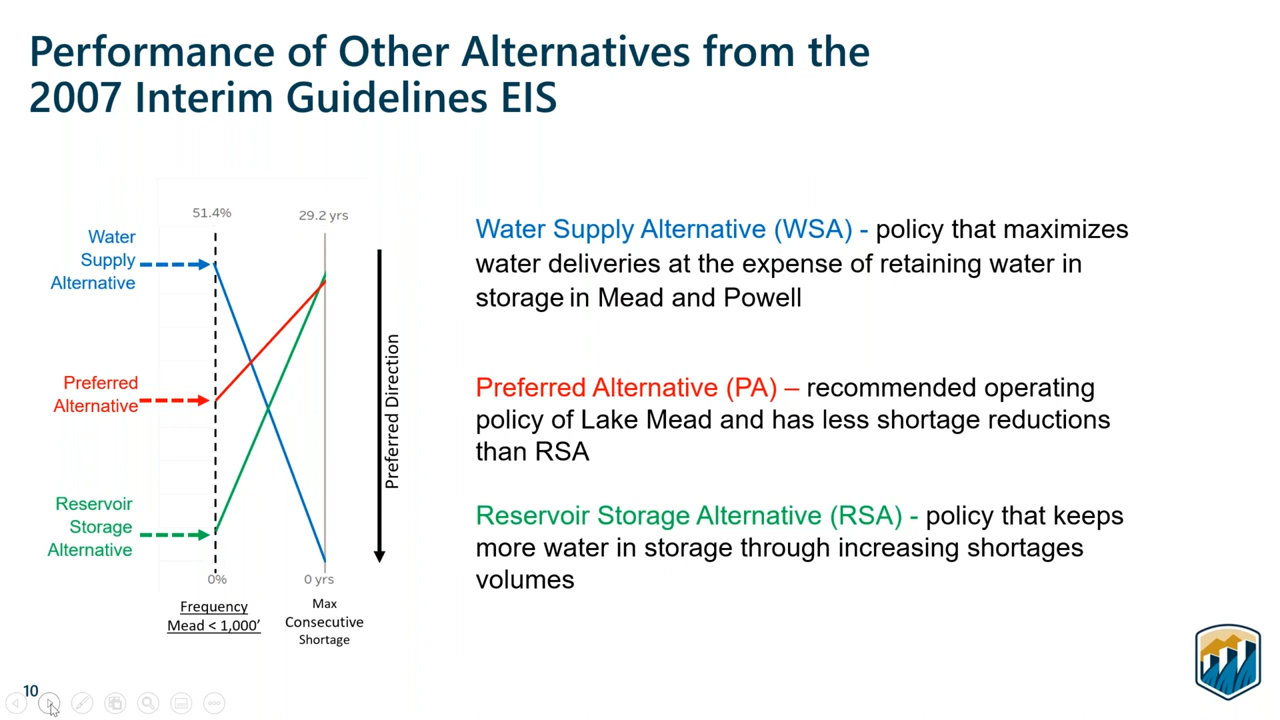 Performance of Other Alternatives from the
2007 Interim Guidelines EIS
51.4%
29.2 yrs
Water
Supply
Alternative
Preferred
Alternative
Reservoir
Storage
Alternative
0%
0 yrs
Frequency
Mead < 1,000’
Max
Consecutive
Shortage
Preferred Direction
Water Supply Alternative (WSA) - policy that maximizes
water deliveries at the expense of retaining water in
storage in Mead and Powell
Preferred Alternative (PA) – recommended operating
policy of Lake Mead and has less shortage reductions
than RSA
Reservoir Storage Alternative (RSA) - policy that keeps
more water in storage through increasing shortages
volumes
10